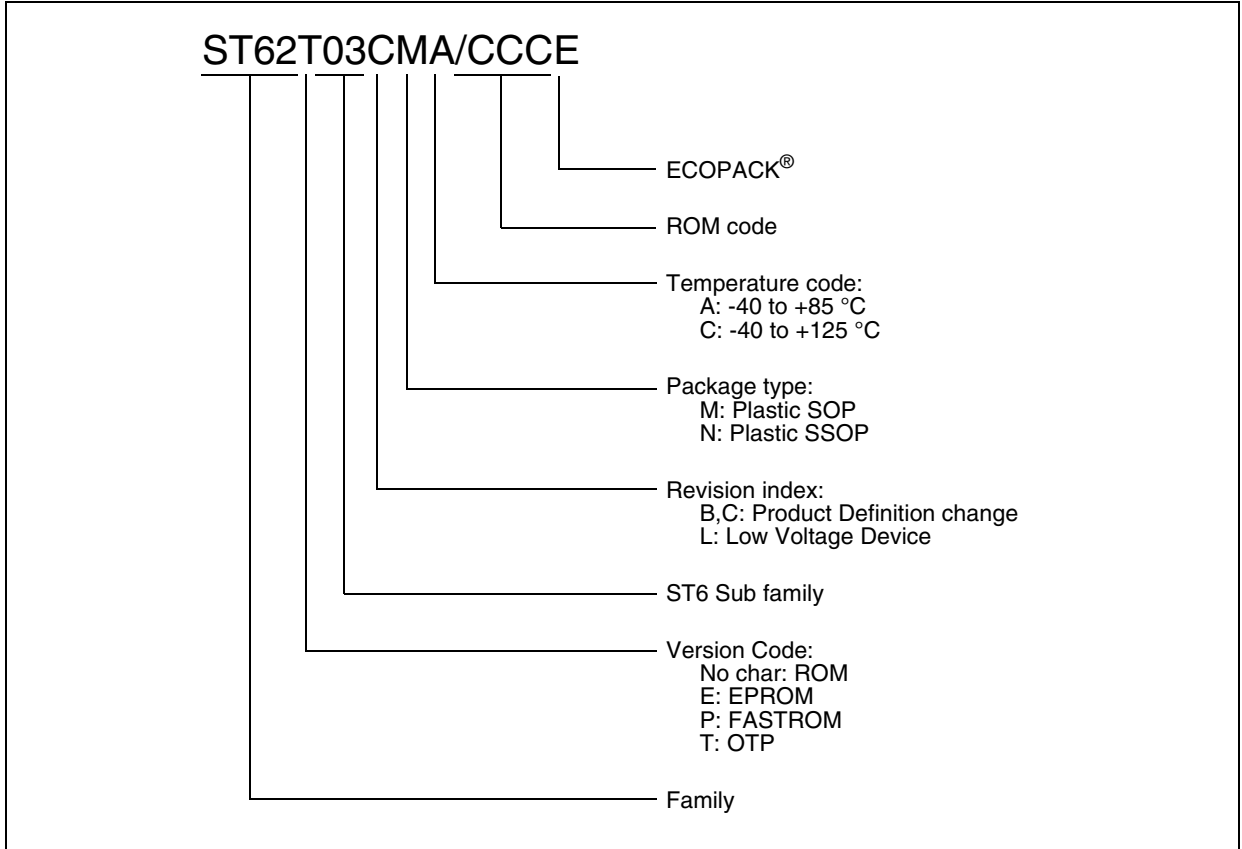 ST62T03CMA/CCCE
ECOPACK®
ROM code
Temperature code:
A: -40 to +85 °C
C: -40 to +125 °C
Package type:
M: Plastic SOP
N: Plastic SSOP
Revision index:
B,C: Product Definition change
L: Low Voltage Device
ST6 Sub family
Version Code:
No char: ROM
E: EPROM
P: FASTROM
T: OTP
Family